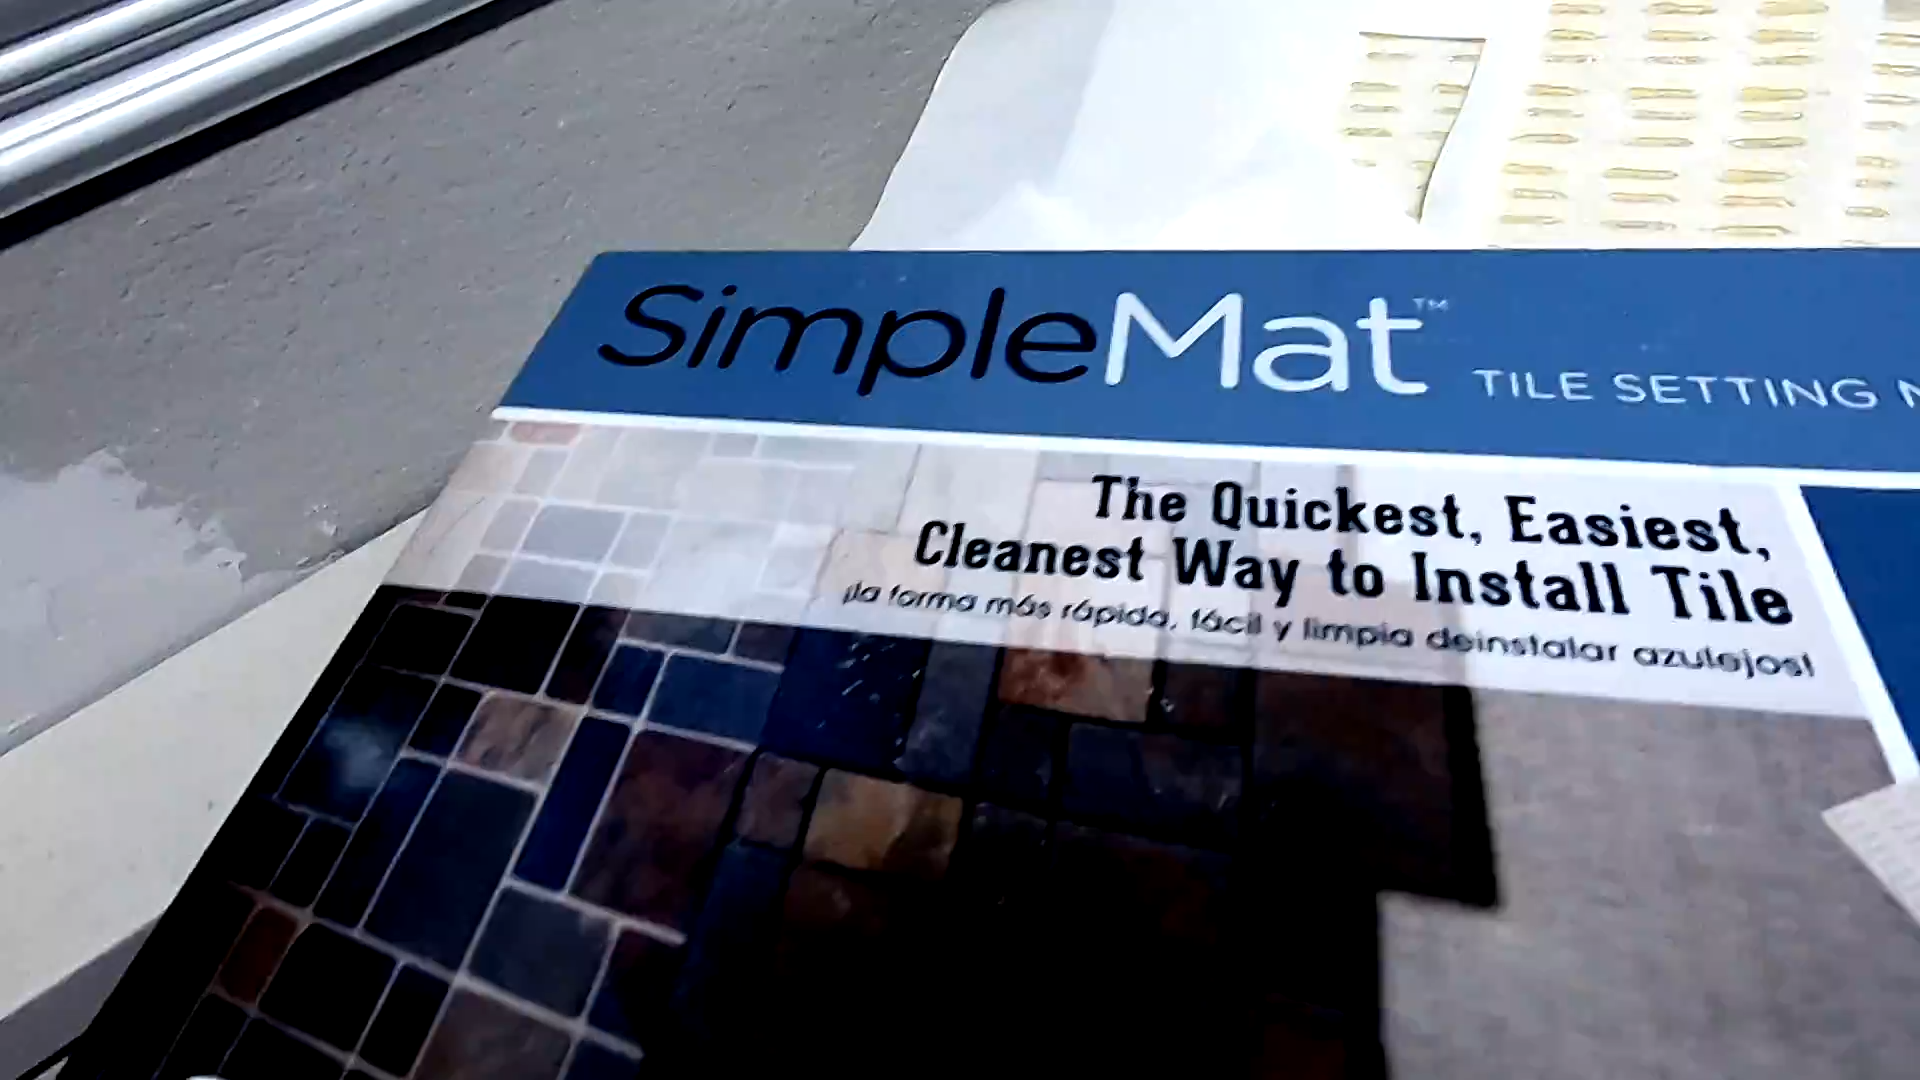 SimpleMat™ TILE SETTING
The Quickest, Easiest,
Cleanest Way to Install Tile
¡la forma más rápida, fácil y limpia deinstalar azulejos!